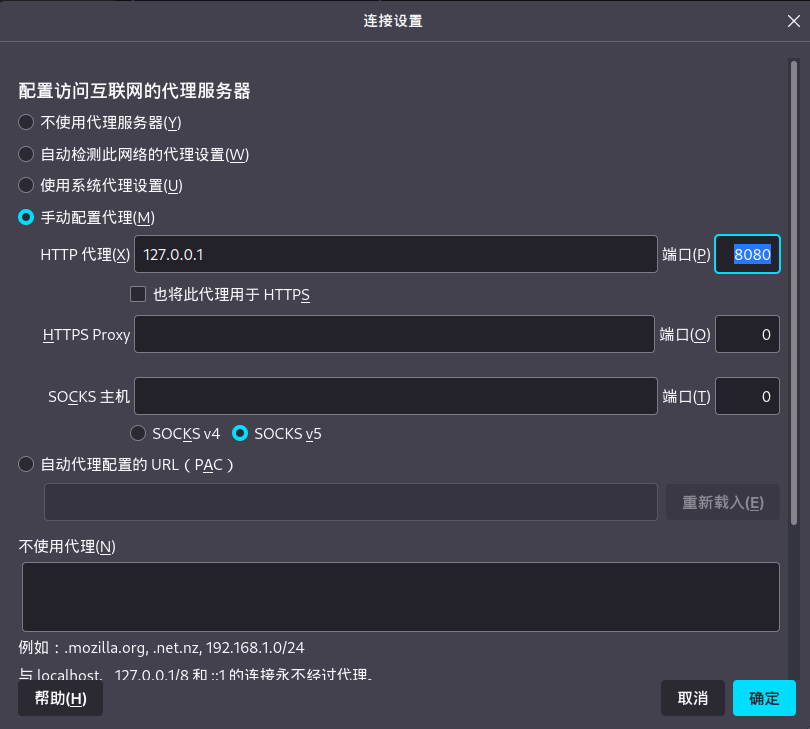 连接设置
配置访问互联网的代理服务器
不使用代理服务器(Y)
自动检测此网络的代理设置(W)
使用系统代理设置(U)
手动配置代理(M)
HTTP 代理(X) 127.0.0.1 端口(P) 8080
也将此代理用于 HTTPS
HTTPS Proxy 端口(O) 0
SOCKS 主机 端口(T) 0
SOCKS v4 SOCKS v5
自动代理配置的 URL（PAC）
重新载入(E)
不使用代理(N)
例如：.mozilla.org, .net.nz, 192.168.1.0/24
与 localhost、127.0.0.1/8 和 ::1 的连接永不经过代理。
帮助(H) 取消 确定